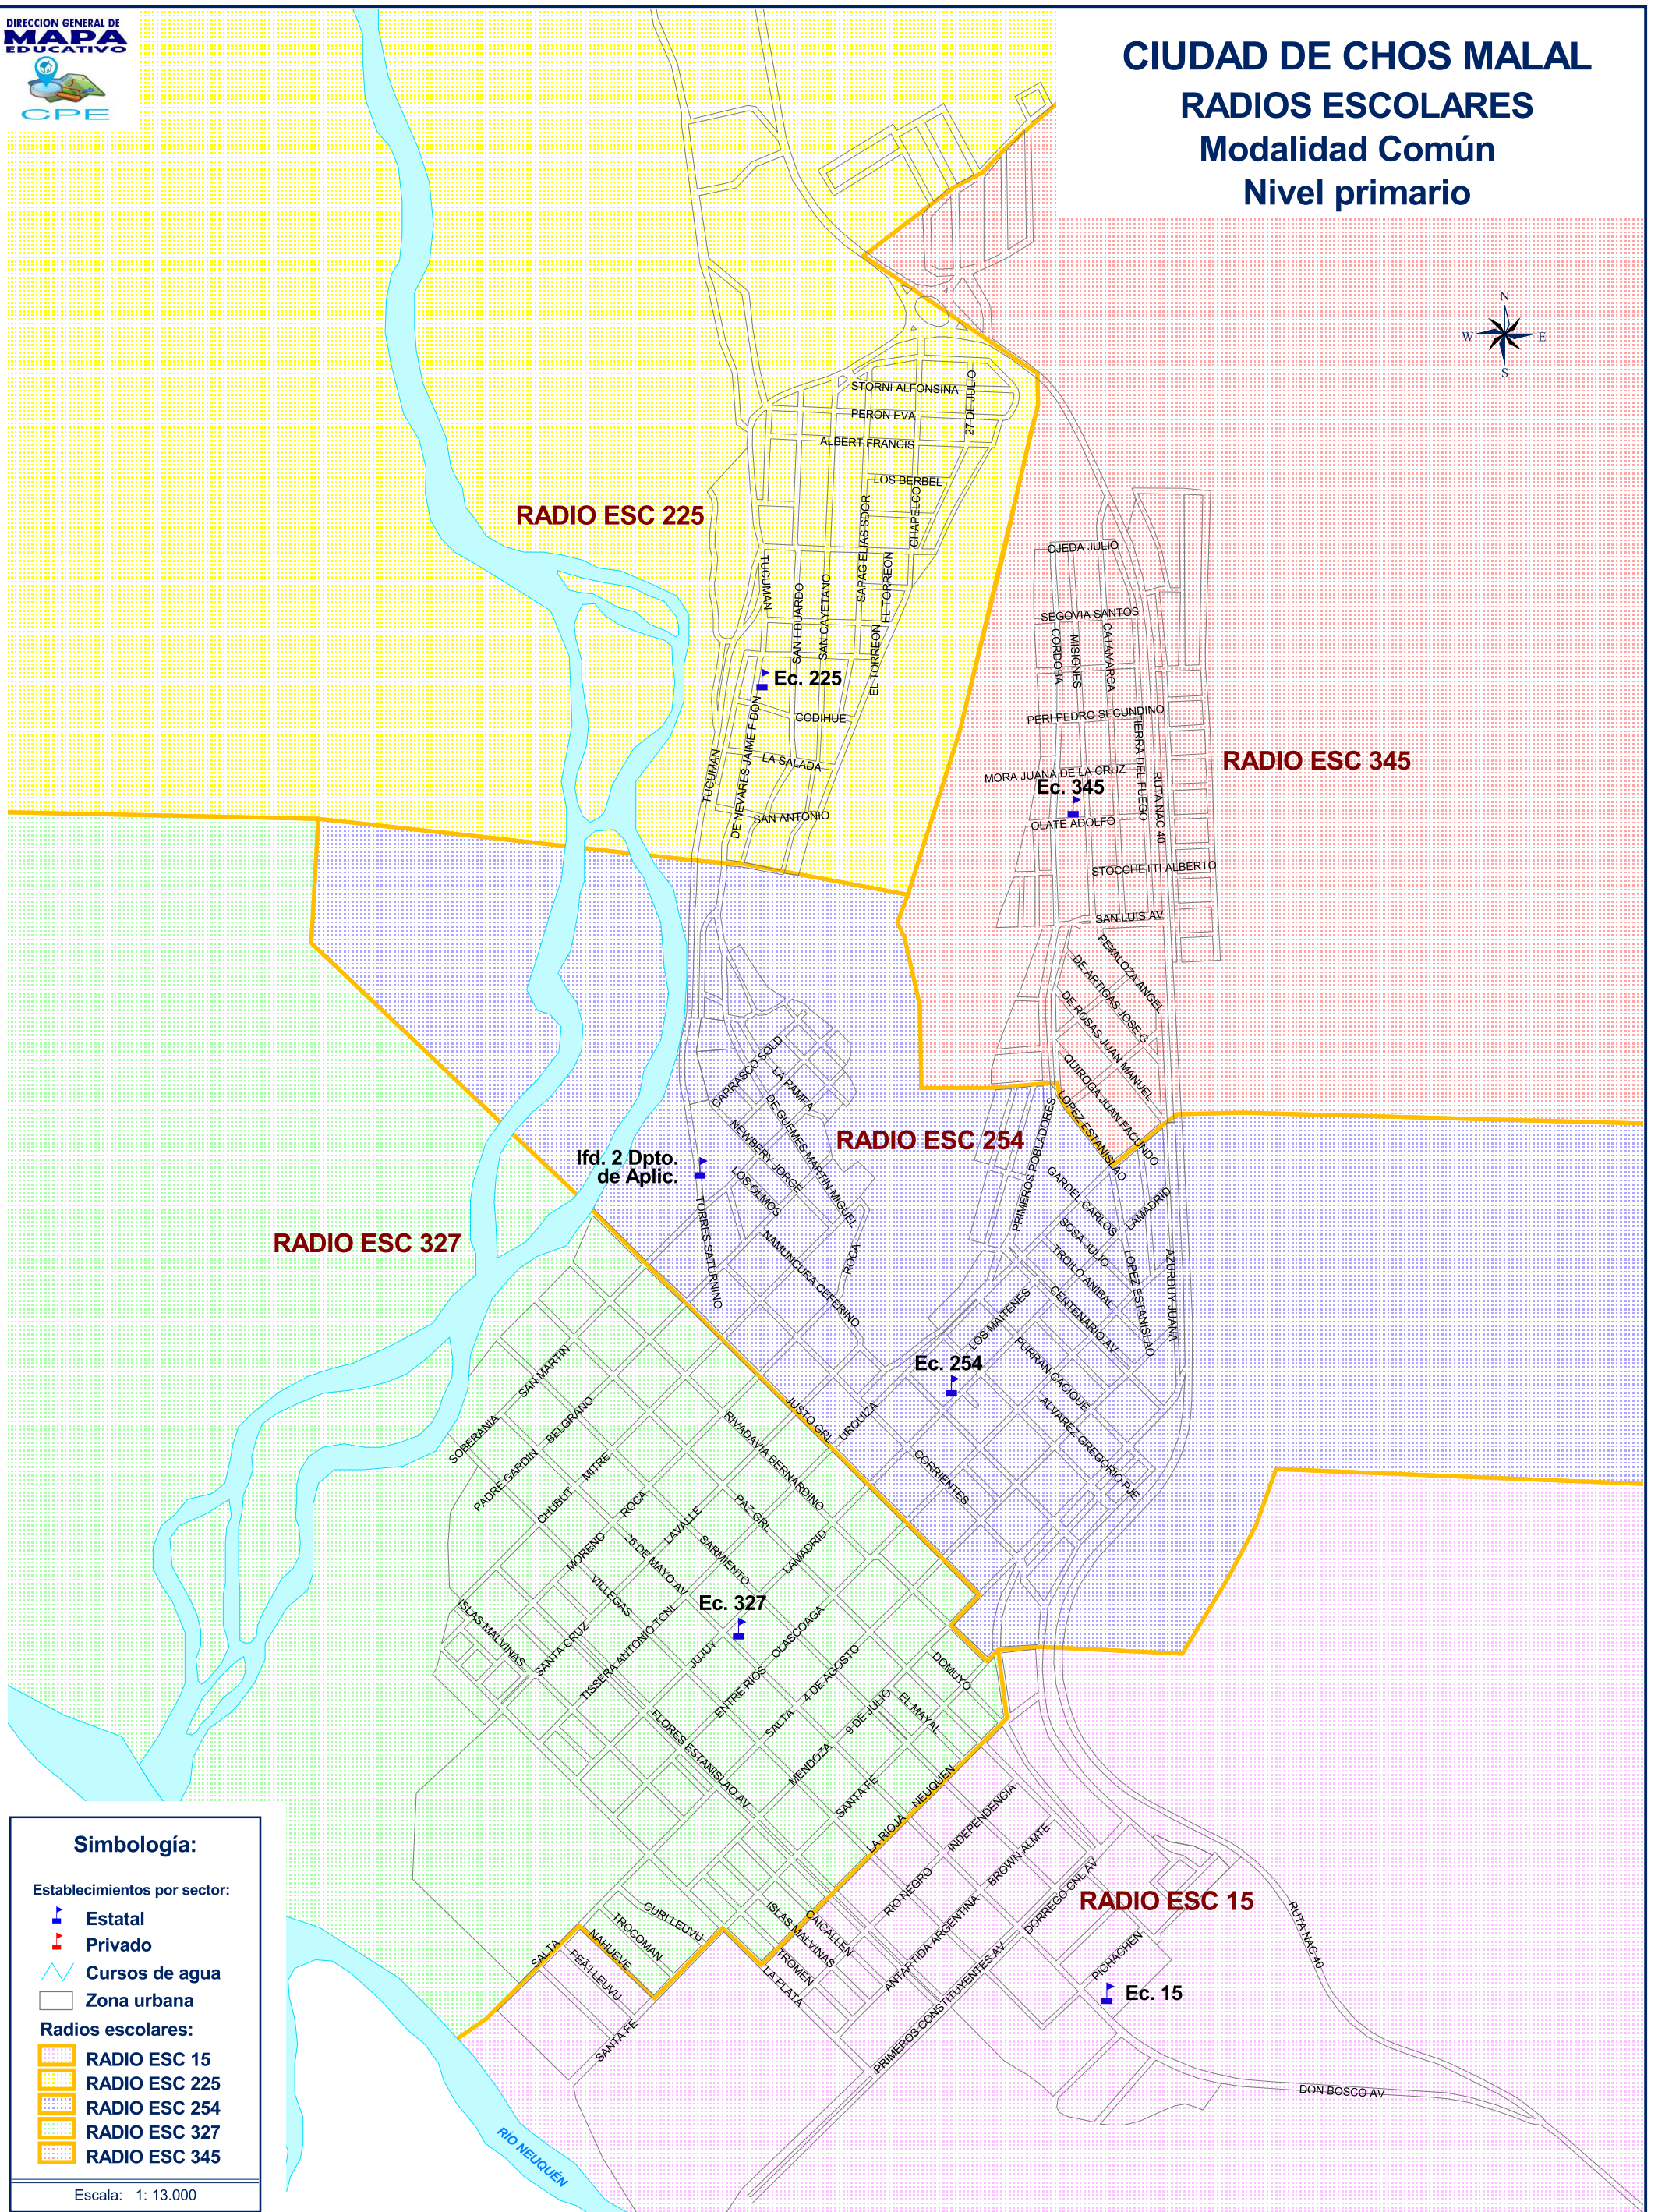 DIRECCION GENERAL DE
MAPA
EDUCATIVO
CPE
CIUDAD DE CHOS MALAL
RADIOS ESCOLARES
Modalidad Común
Nivel primario
N
W
E
S
STORNI ALFONSINA
27 DE JULIO
PERON EVA
ALBERT FRANCIS
LOS BERBEL
CHAPELCO
SAPAG ELIAS SDOR
RADIO ESC 225
TUCUMAN
SAN EDUARDO
SAN CAYETANO
EL TORREON
EL TORREON
Ec. 225
CODIHUE
DE NEVARES JAIME F DON
LA SALADA
TUCUMAN
SAN ANTONIO
OJEDA JULIO
SEGOVIA SANTOS
CORDOBA
MISIONES
CATAMARCA
PERI PEDRO SECUNDINO
TIERRA DEL FUEGO
RADIO ESC 345
MORA JUANA DE LA CRUZ
Ec. 345
RUTA NAC 40
OLATE ADOLFO
STOCCHETTI ALBERTO
SAN LUIS AV
PEYALOZA ANGEL
DE ARTIGAS JOSE G
DE ROSAS JUAN MANUEL
QUIROGA JUAN FACUNDO
LOPEZ ESTANISLAO
CARRASCO SOLD
LA PAMPA
DE GUEMES MARTIN MIGUEL
NEWBERY JORGE
RADIO ESC 254
PRIMEROS POBLADORES
Ifd. 2 Dpto.
de Aplic.
LOS OLMOS
TORRES SATURNINO
NAMUNCURA CEFERINO
ROCA
GARDEL CARLOS
LAMADRID
SOSA JULIO
TROILO ANIBAL
LOPEZ ESTANISLAO
AZURDUY JUANA
CENTENARIO AV
LOS MAITENES
PURRAN CACIQUE
Ec. 254
ALVAREZ GREGORIO PJE
JUSTO GRL
URQUIZA
CORRIENTES
RADIO ESC 327
SAN MARTIN
SOBERANIA
BELGRANO
PADRE GARDIN
MITRE
CHUBUT
RIVADAVIA BERNARDINO
ROCA
PAZ GRL
LAVALLE
SARMIENTO
LAMADRID
MORENO
25 DE MAYO AV
VILLEGAS
Ec. 327
ISLAS MALVINAS
SANTA CRUZ
TISSERA ANTONIO TCNL
JUJUY
OLASCOAGA
ENTRE RIOS
4 DE AGOSTO
SALTA
DOMUYO
EL MAYAL
9 DE JULIO
FLORES ESTANISLAO AV
MENDOZA
SANTA FE
NEUQUEN
LA RIOJA
INDEPENDENCIA
BROWN ALMTE
RIO NEGRO
DORREGO CNL AV
RADIO ESC 15
ANTARTIDA ARGENTINA
CAICALLEN
ISLAS MALVINAS
TROMEN
LA PLATA
PRIMEROS CONSTITUYENTES AV
PICHACHEN
Ec. 15
RUTA NAC 40
DON BOSCO AV
CURI LEUVU
TROCOMAN
NAHUEVE
SALTA
PEÃ'I LEUVU
SANTA FE
RÍO NEUQUÉN
Simbología:
Establecimientos por sector:
Estatal
Privado
Cursos de agua
Zona urbana
Radios escolares:
RADIO ESC 15
RADIO ESC 225
RADIO ESC 254
RADIO ESC 327
RADIO ESC 345
Escala: 1: 13.000